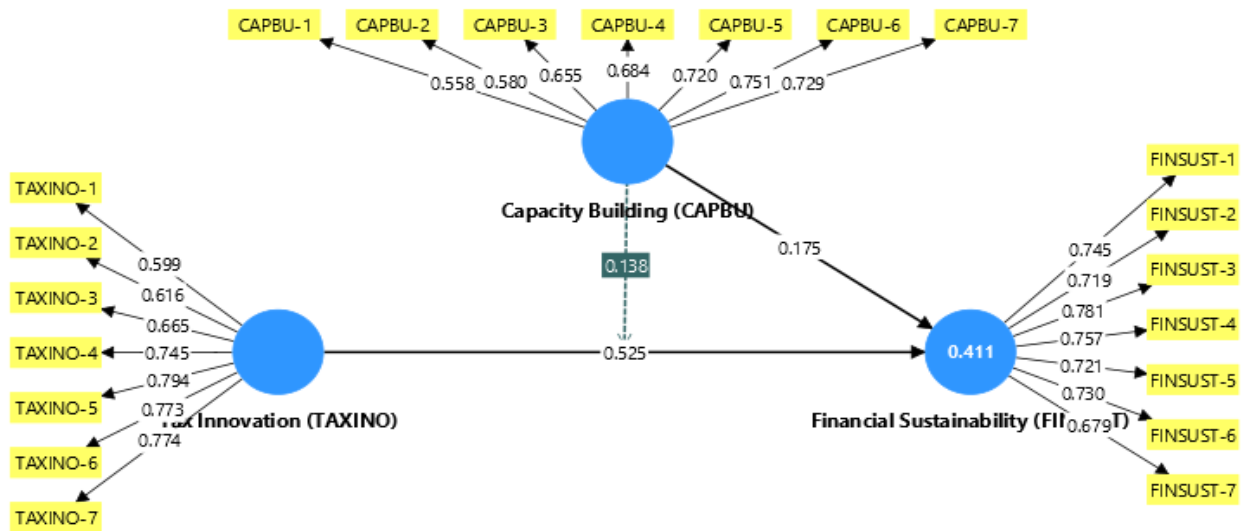 CAPBU-1 CAPBU-2 CAPBU-3 CAPBU-4 CAPBU-5 CAPBU-6 CAPBU-7
0.558 0.580 0.655 0.684 0.720 0.751 0.729
Capacity Building (CAPBU)
0.138
0.175
TAXINO-1
TAXINO-2
TAXINO-3
TAXINO-4
TAXINO-5
TAXINO-6
TAXINO-7
0.599
0.616
0.665
0.745
0.794
0.773
0.774
Innovation (TAXINO)
0.525
0.411
Financial Sustainability
0.745
0.719
0.781
0.757
0.721
0.730
0.679
FINSUST-1
FINSUST-2
FINSUST-3
FINSUST-4
FINSUST-5
FINSUST-6
FINSUST-7